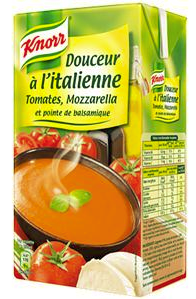 Knorr
Douceur
à l'italienne
Tomates, Mozzarella
et pointe de balsamique